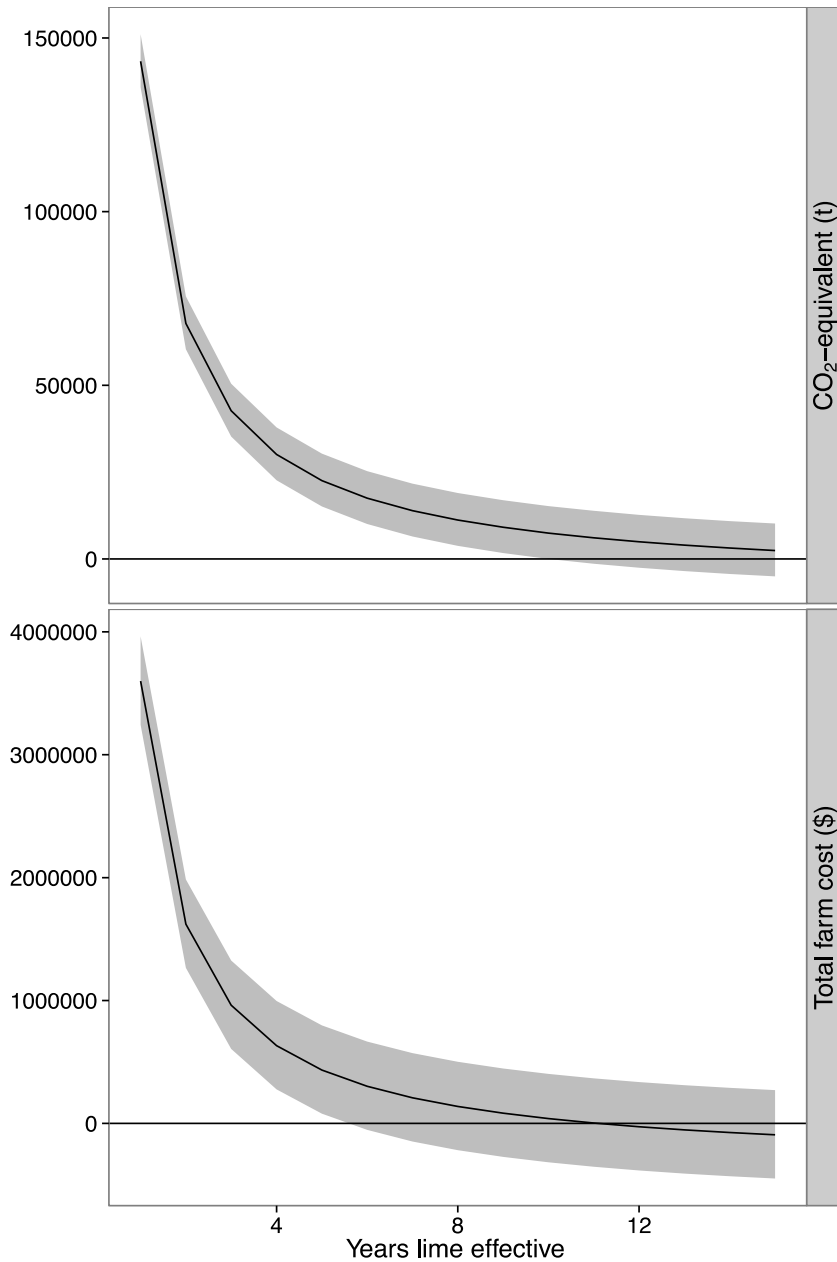 150000
100000
50000
0
CO₂−equivalent (t)
4000000
3000000
2000000
1000000
0
Total farm cost ($)
4 8 12
Years lime effective